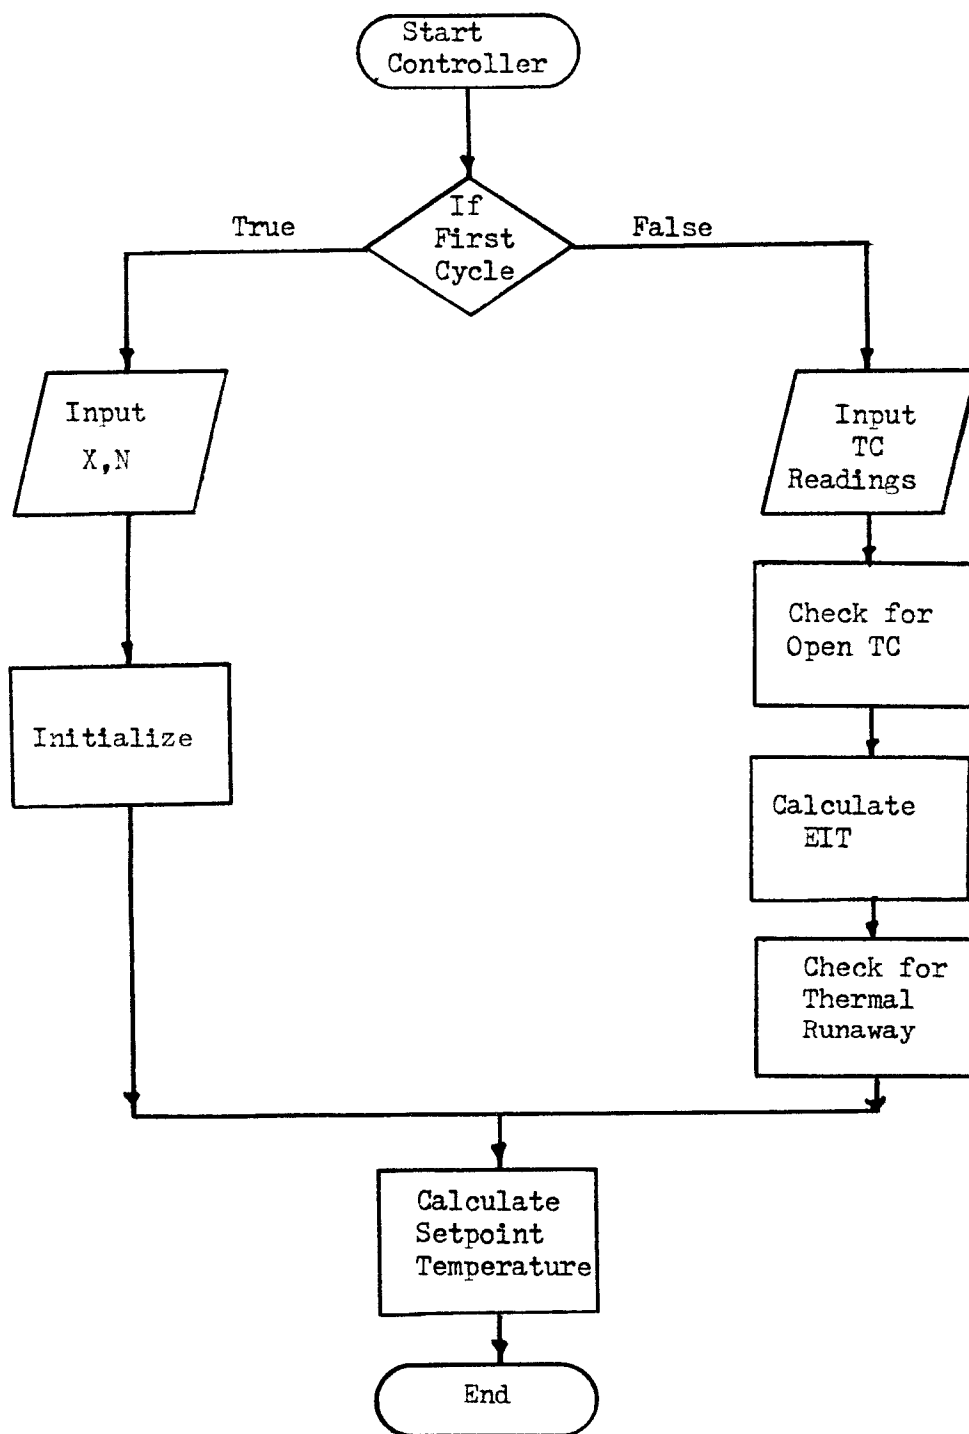 Start
Controller
If
First
Cycle
True
False
Input
X,N
Input
TC
Readings
Check for
Open TC
Initialize
Calculate
EIT
Check for
Thermal
Runaway
Calculate
Setpoint
Temperature
End